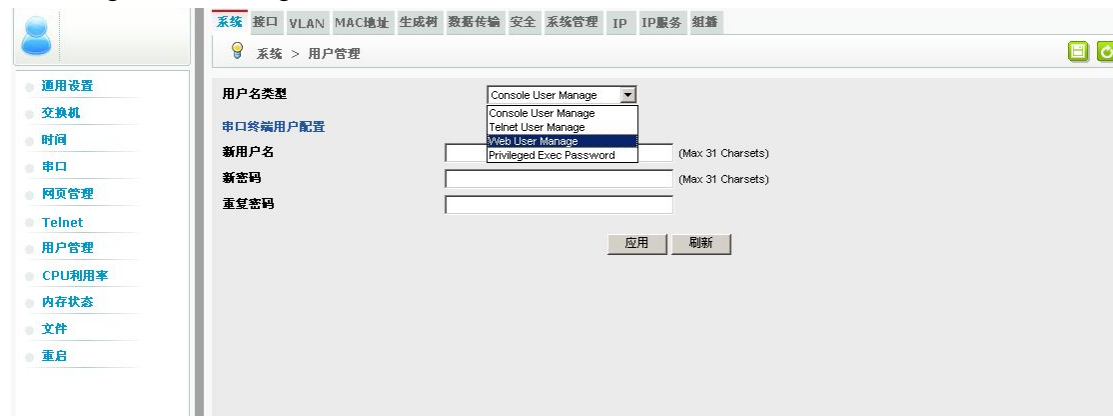 系统 接口 VLAN MAC地址 生成树 数据传输 安全 系统管理 IP IP服务 组播
系统 > 用户管理
通用设置
交换机
时间
串口
网页管理
Telnet
用户管理
CPU利用率
内存状态
文件
重启
用户名类型 Console User Manage
Console User Manage
Telnet User Manage
Web User Manage
Privileged Exec Password
串口终端用户配置
新用户名 (Max 31 Charsets)
新密码 (Max 31 Charsets)
重复密码
应用 刷新